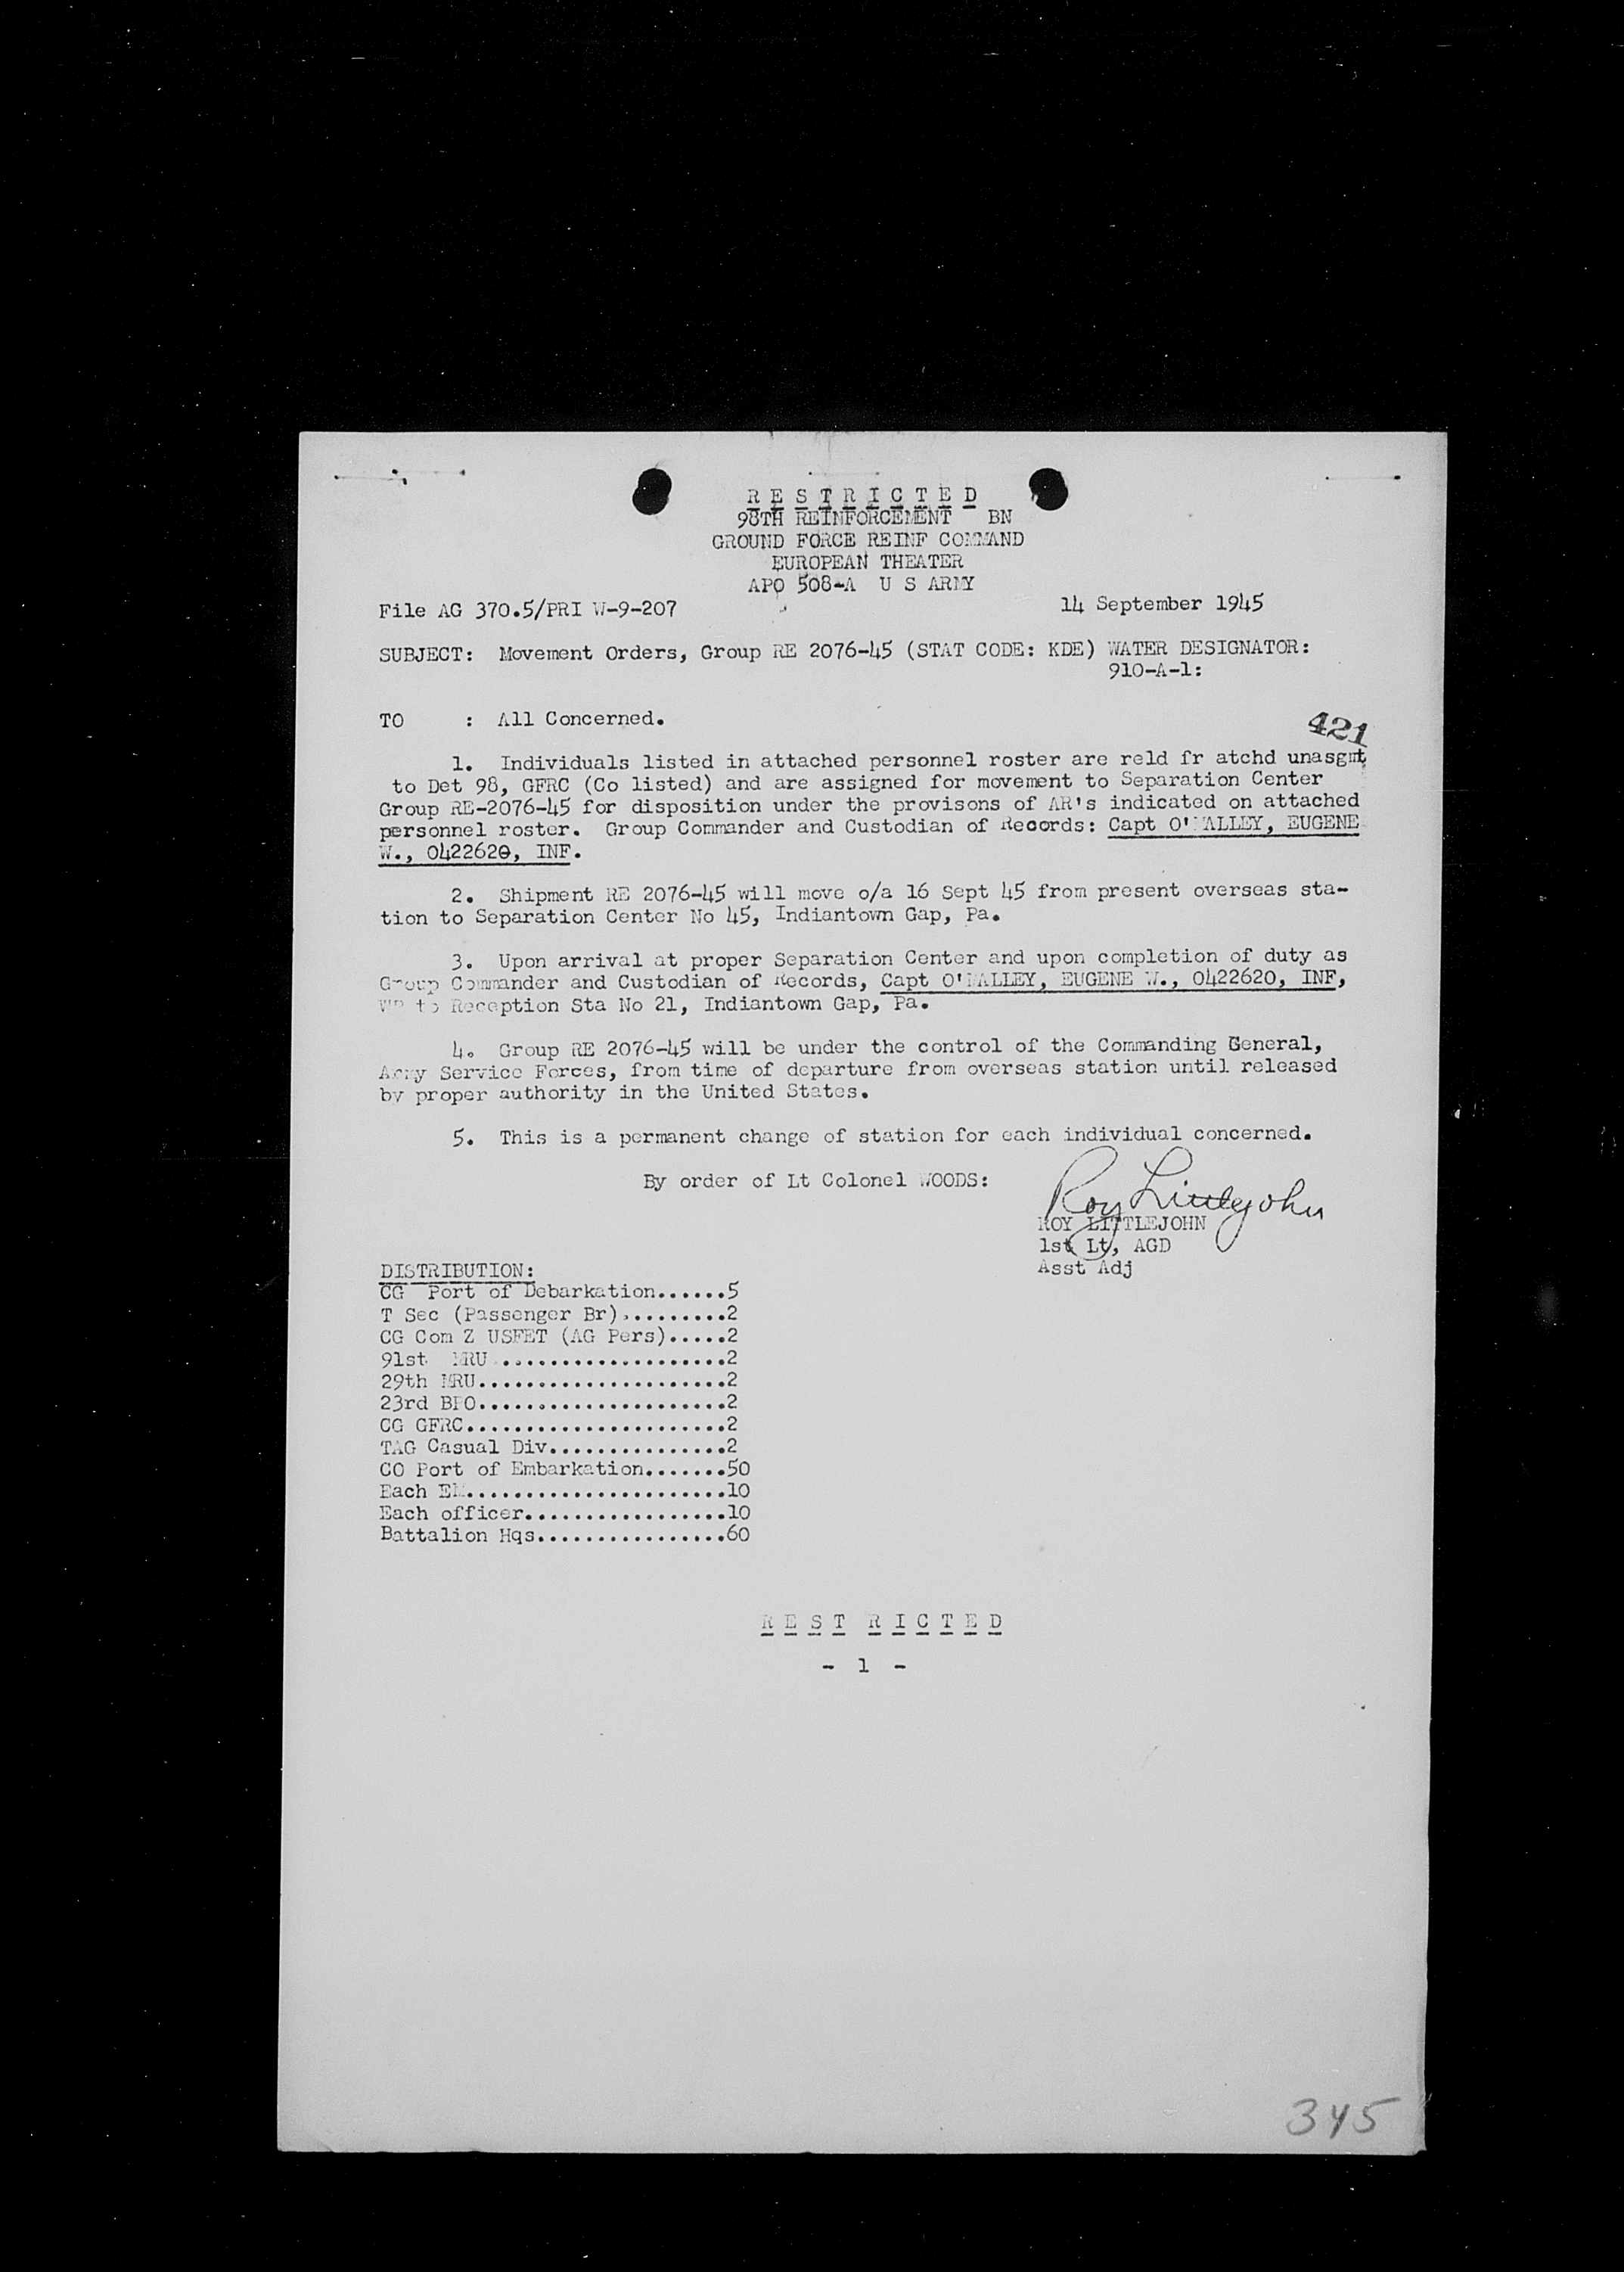 R E S T R I C T E D
98TH REINFORCEMENT BN
GROUND FORCE REINF COMMAND
EUROPEAN THEATER
APO 508-A U S ARMY
File AG 370.5/PRI W-9-207 14 September 1945
SUBJECT: Movement Orders, Group RE 2076-45 (STAT CODE: KDE) WATER DESIGNATOR:
910-A-1:
TO : All Concerned.
421
1. Individuals listed in attached personnel roster are reld fr atchd unasgmt
to Det 98, GFRC (Co listed) and are assigned for movement to Separation Center
Group RE-2076-45 for disposition under the provisons of AR's indicated on attached
personnel roster. Group Commander and Custodian of Records: Capt O'MALLEY, EUGENE
W., 0422620, INF.
2. Shipment RE 2076-45 will move o/a 16 Sept 45 from present overseas sta-
tion to Separation Center No 45, Indiantown Gap, Pa.
3. Upon arrival at proper Separation Center and upon completion of duty as
Group Commander and Custodian of Records, Capt O'MALLEY, EUGENE W., 0422620, INF,
WP to Reception Sta No 21, Indiantown Gap, Pa.
4. Group RE 2076-45 will be under the control of the Commanding General,
Army Service Forces, from time of departure from overseas station until released
by proper authority in the United States.
5. This is a permanent change of station for each individual concerned.
By order of Lt Colonel WOODS:
Roy Littlejohn
ROY LITTLEJOHN
1st Lt, AGD
Asst Adj
DISTRIBUTION:
CG Port of Debarkation......5
T Sec (Passenger Br).........2
CG Com Z USFET (AG Pers).....2
91st MRU ...................2
29th MRU.....................2
23rd BPO.....................2
CG GFRC......................2
TAG Casual Div...............2
CO Port of Embarkation.......50
Each EM......................10
Each officer.................10
Battalion Hqs................60
R E S T R I C T E D
- 1 -
345